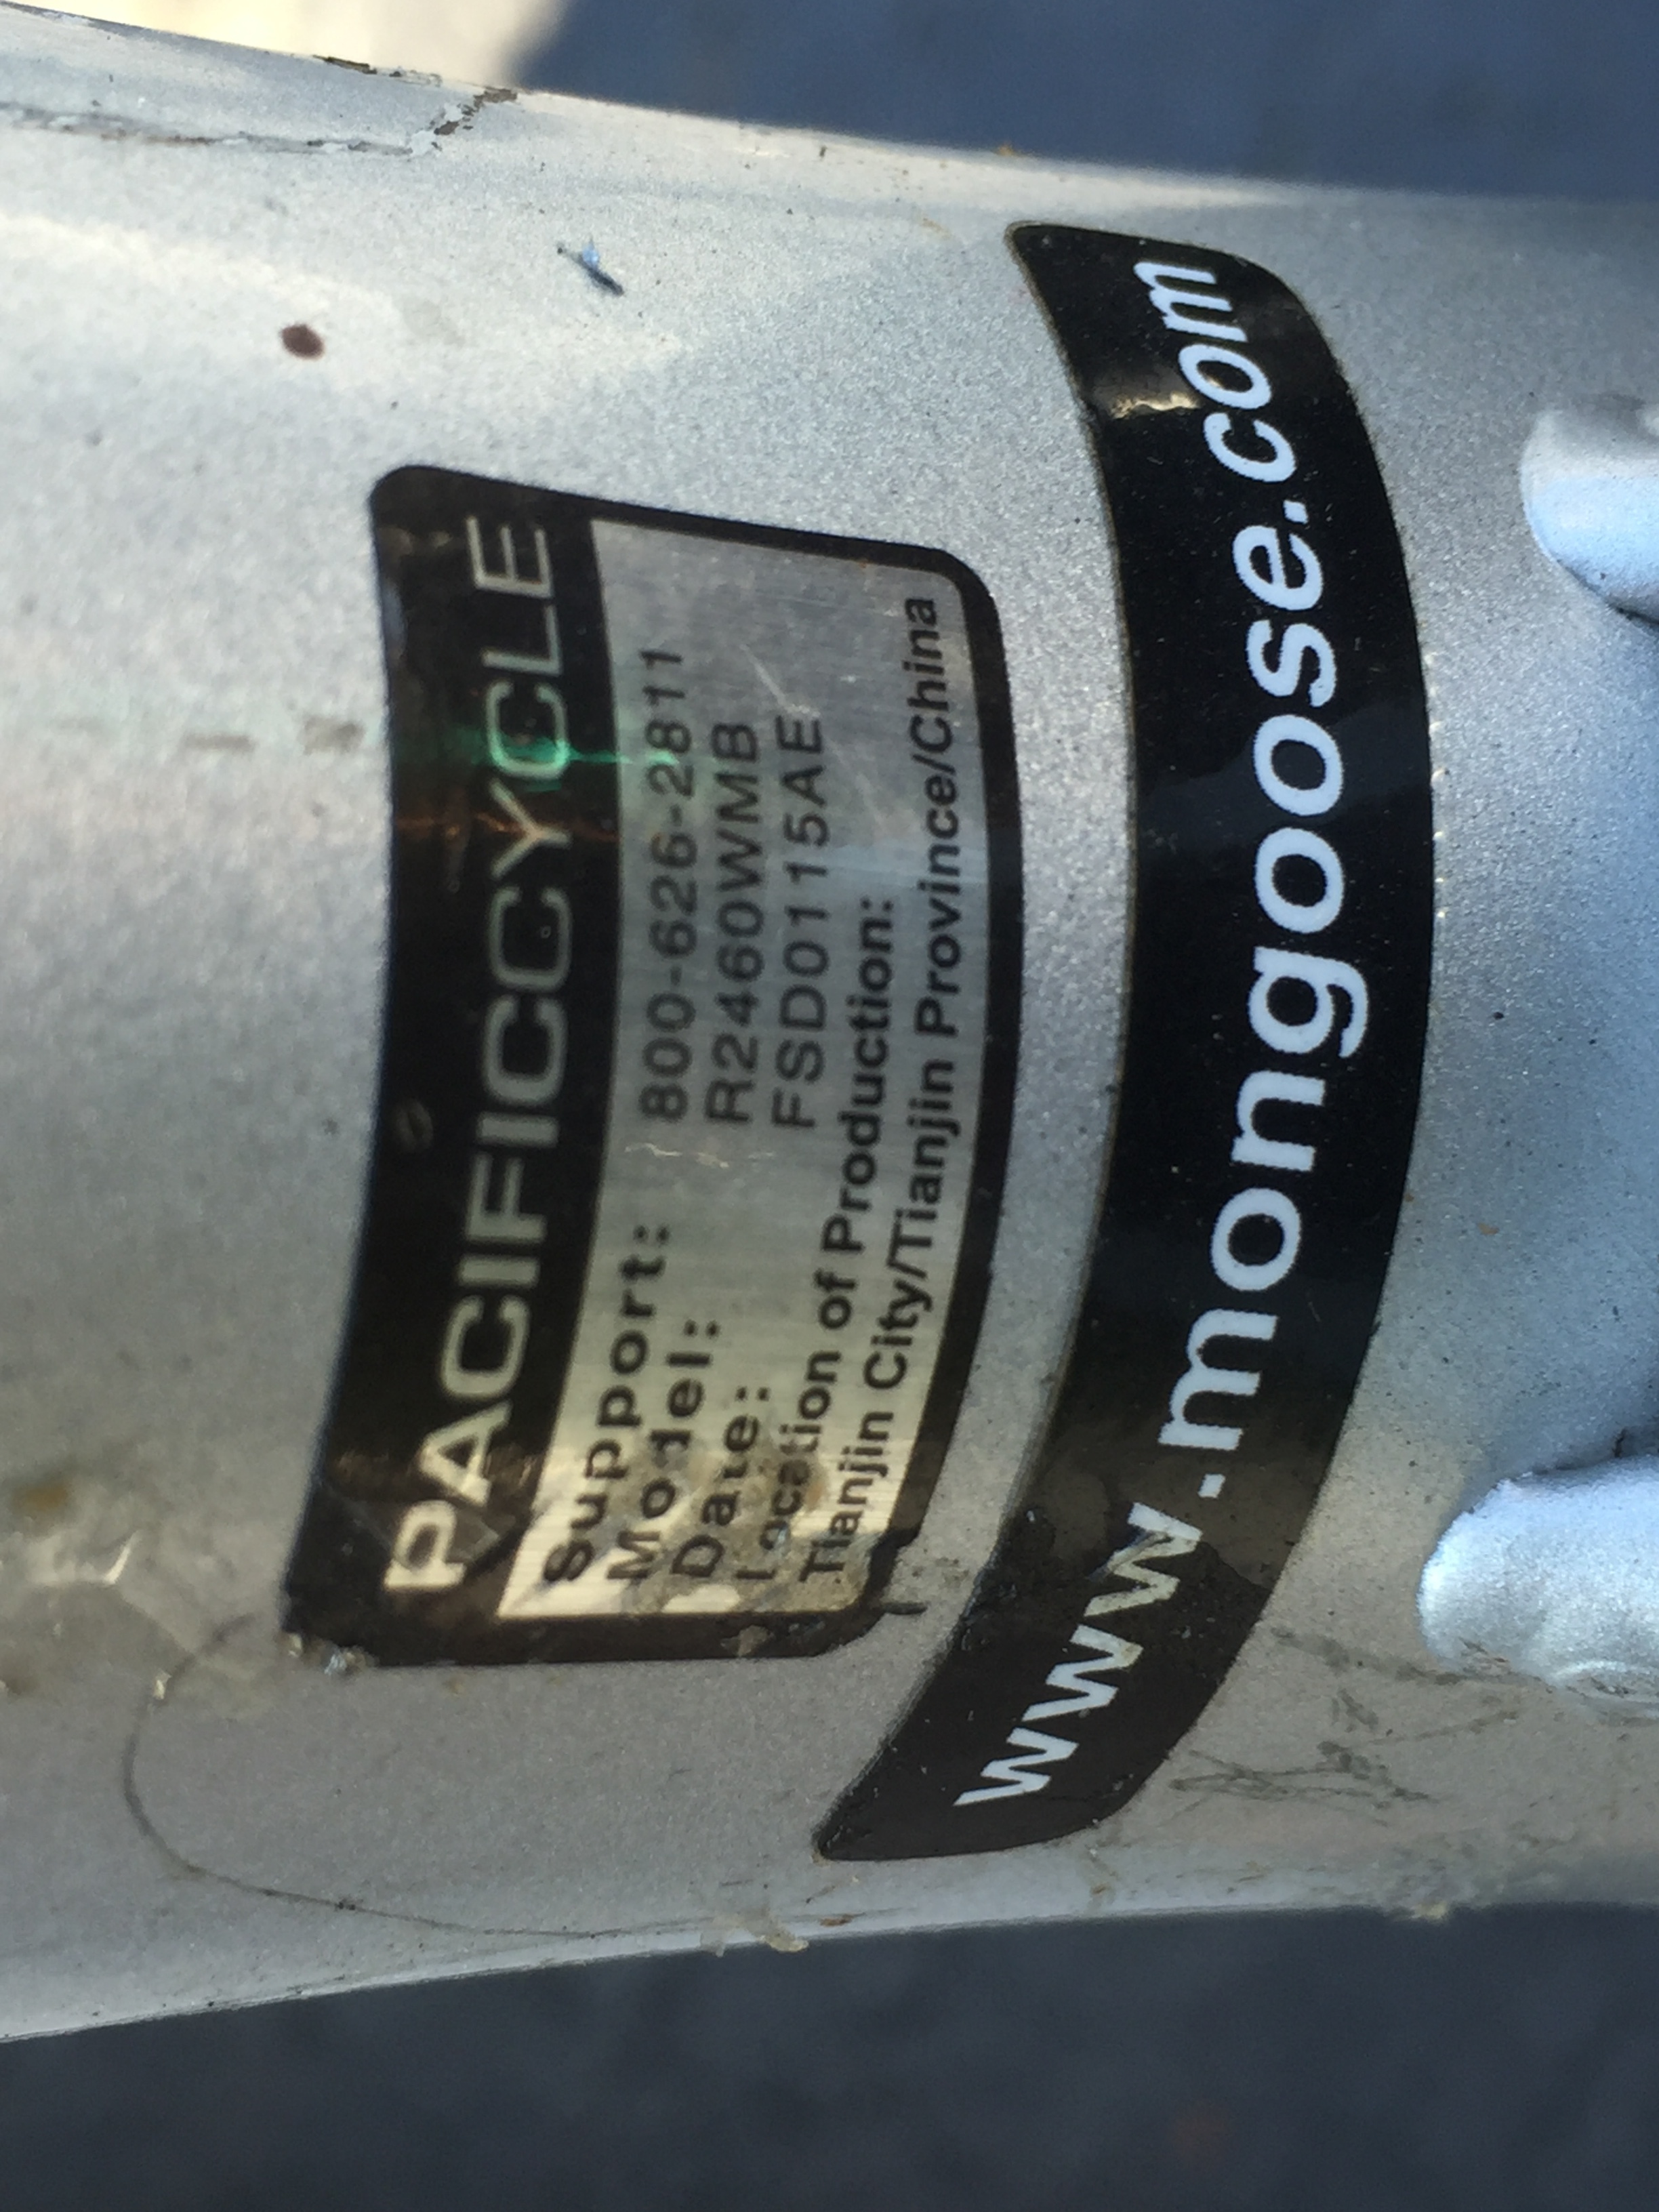 PACIFICCYCLE
Support: 800-626-2811
Model: R2460WMB
Date: FSD0115AE
Location of Production:
Tianjin City/Tianjin Province/China
www.mongoose.com